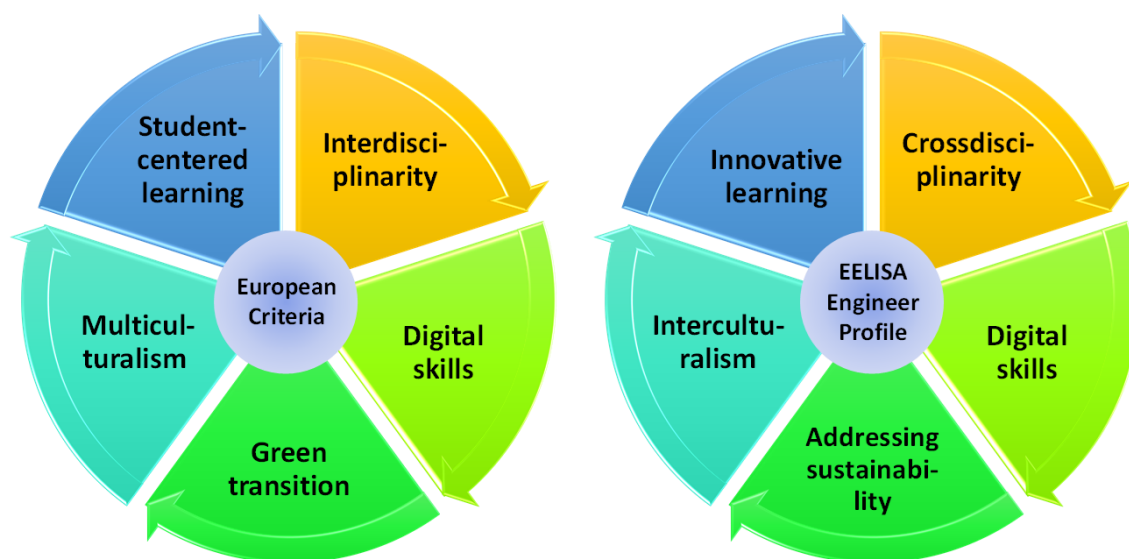 Student-
centered
learning
Interdisci-
plinarity
Digital
skills
Green
transition
Multicul-
turalism
European
Criteria
Innovative
learning
Crossdisci-
plinarity
Digital
skills
Addressing
sustainabi-
lity
Intercultu-
ralism
EELISA
Engineer
Profile